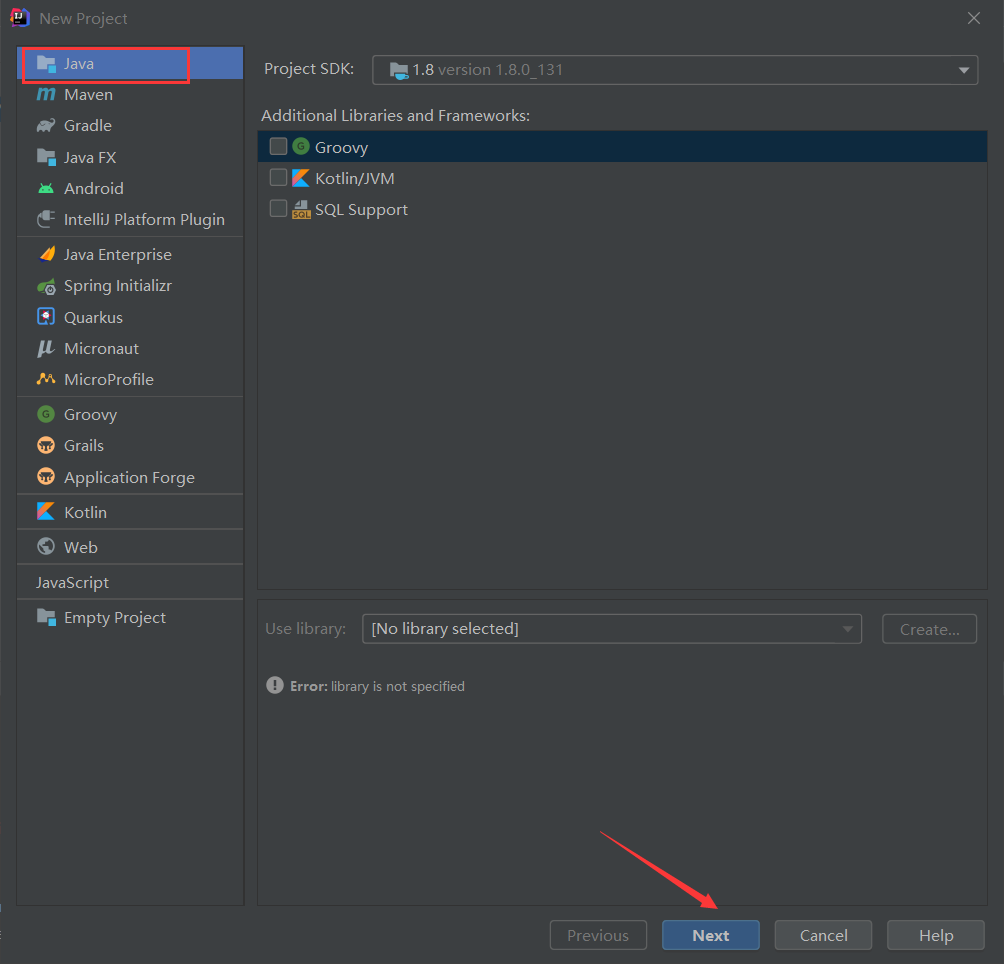 New Project
Java
Maven
Gradle
Java FX
Android
IntelliJ Platform Plugin
Java Enterprise
Spring Initializr
Quarkus
Micronaut
MicroProfile
Groovy
Grails
Application Forge
Kotlin
Web
JavaScript
Empty Project
Project SDK: 1.8 version 1.8.0_131
Additional Libraries and Frameworks:
Groovy
Kotlin/JVM
SQL Support
Use library: [No library selected] Create...
Error: library is not specified
Previous Next Cancel Help